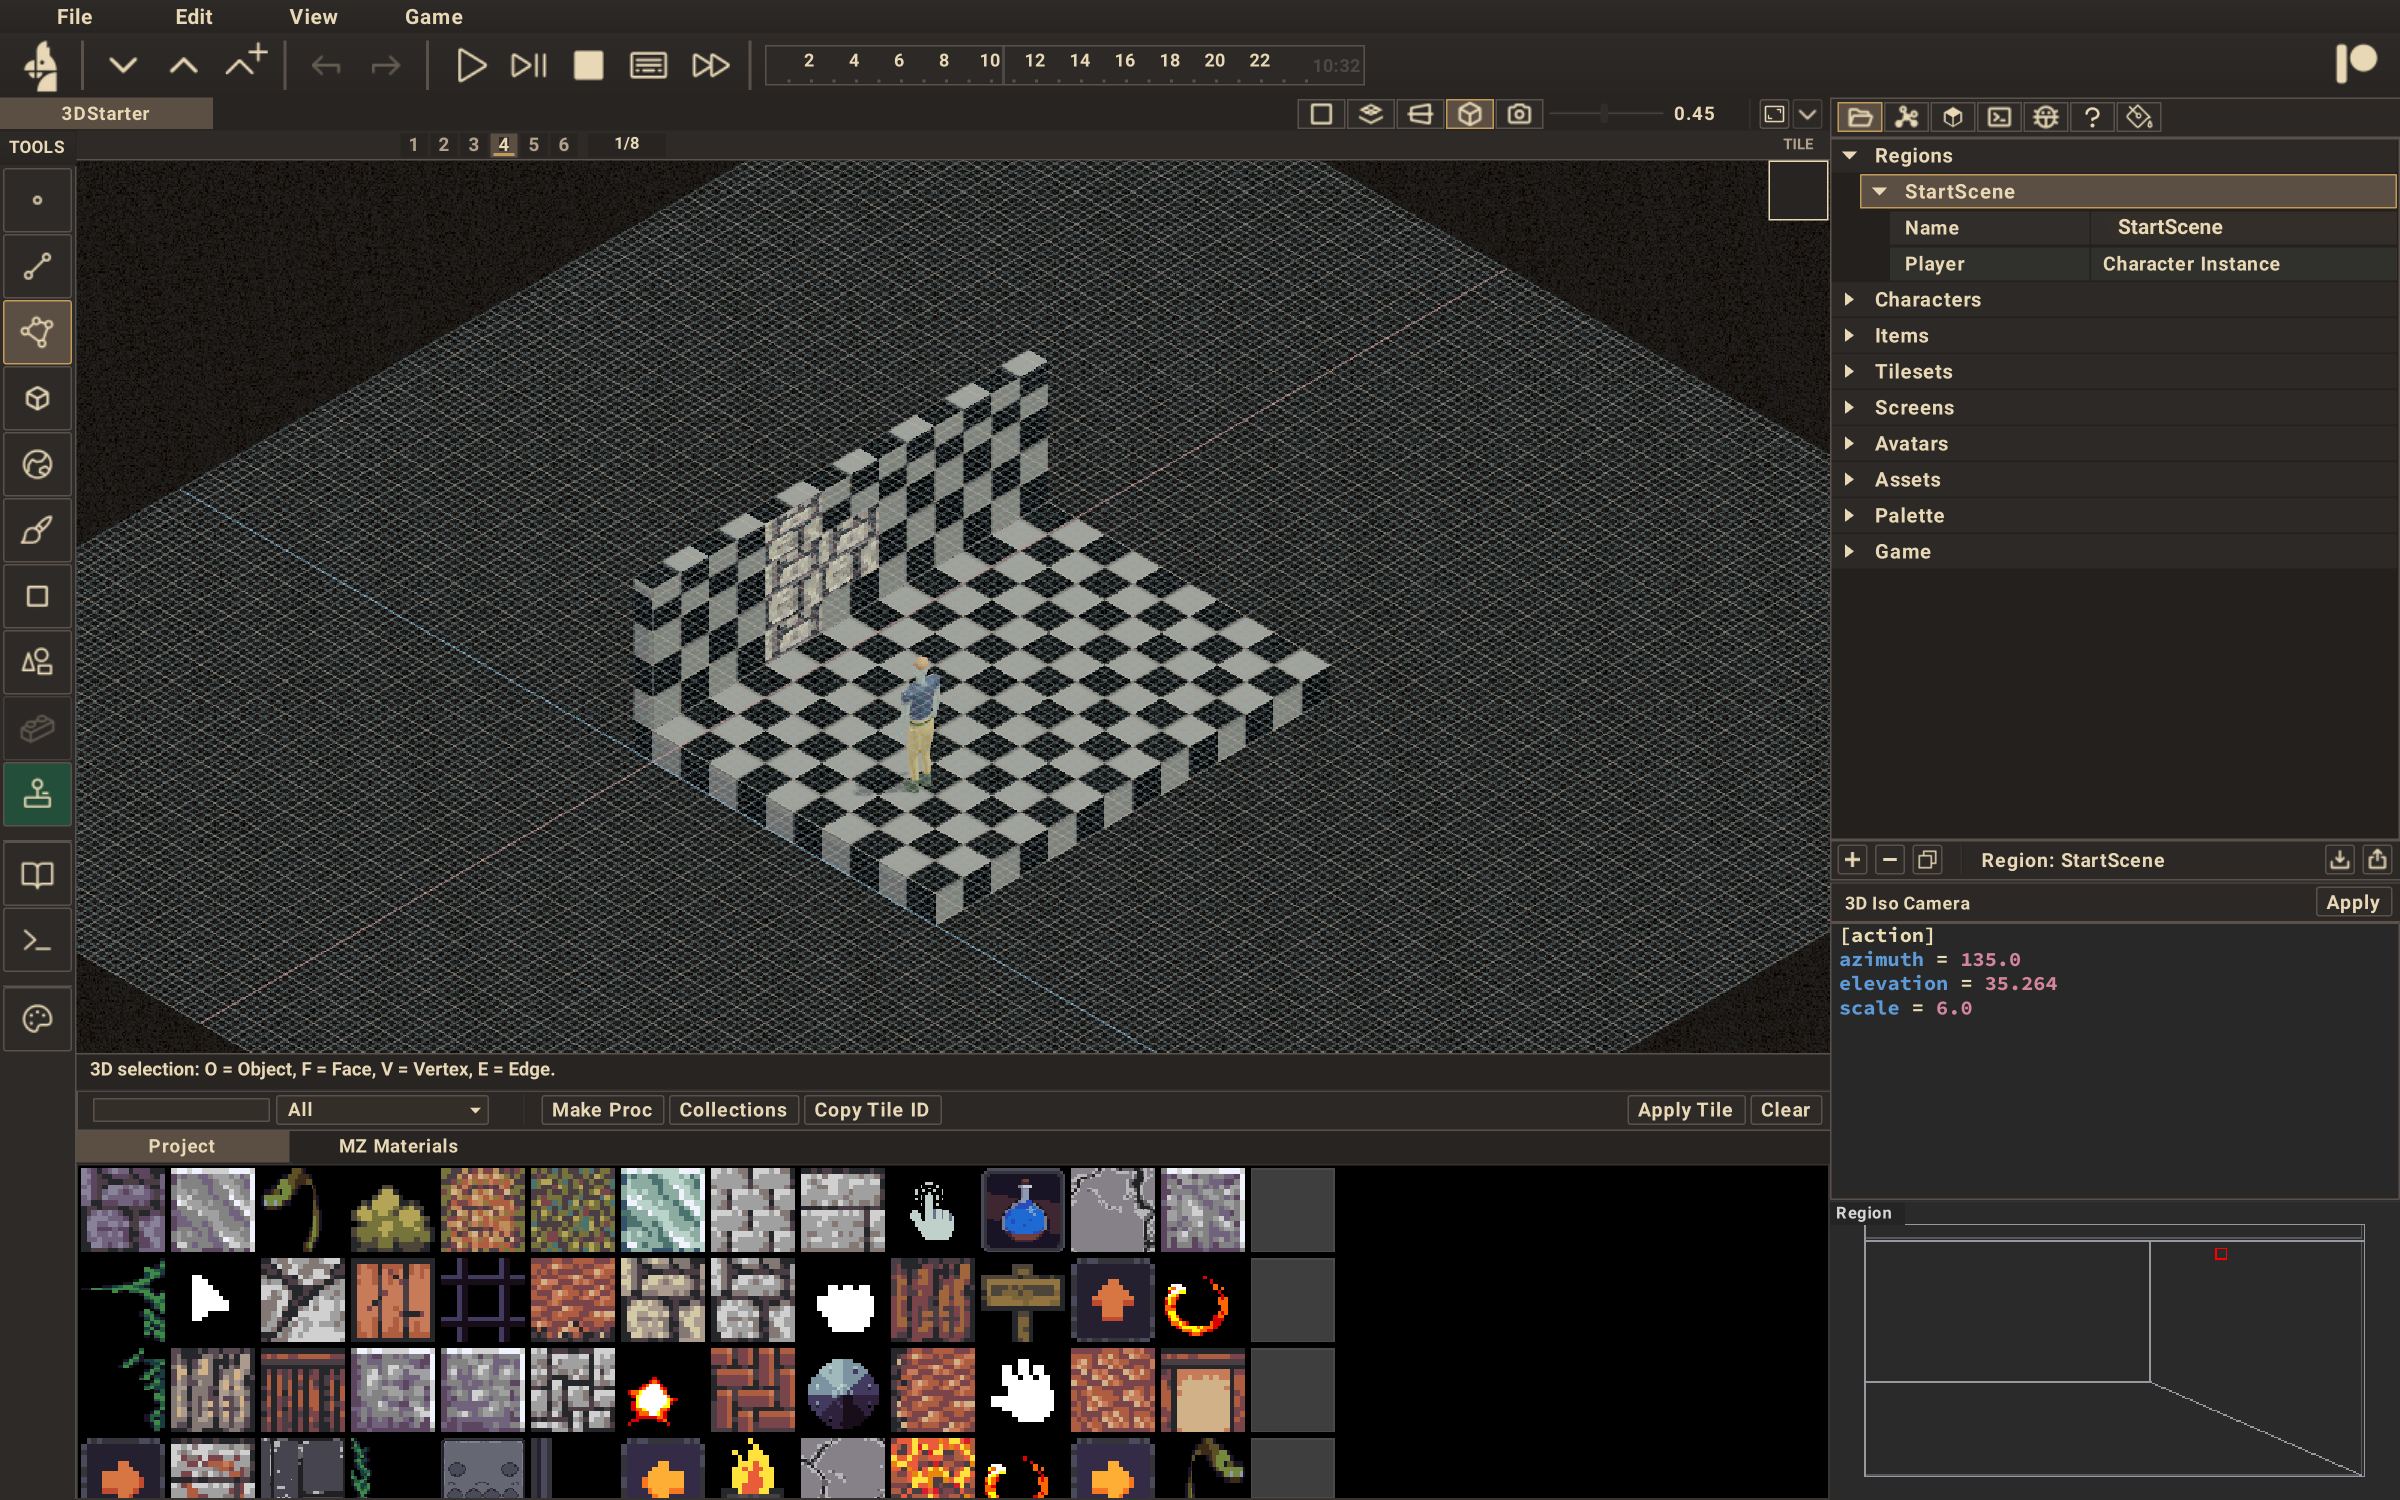 File Edit View Game
2 4 6 8 10 12 14 16 18 20 22 10:32
3DStarter
0.45
TOOLS
1 2 3 4 5 6 1/8
TILE
Regions
StartScene
Name StartScene
Player Character Instance
Characters
Items
Tilesets
Screens
Avatars
Assets
Palette
Game
Region: StartScene
3D Iso Camera Apply
[action]
azimuth = 135.0
elevation = 35.264
scale = 6.0
3D selection: O = Object, F = Face, V = Vertex, E = Edge.
All Make Proc Collections Copy Tile ID Apply Tile Clear
Project MZ Materials
Region